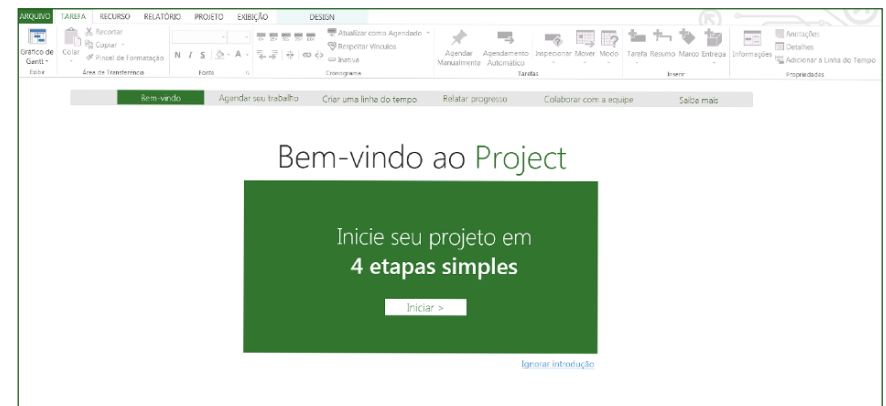 ARQUIVO TAREFA RECURSO RELATÓRIO PROJETO EXIBIÇÃO DESIGN
Gráfico de Gantt
Exibir
Colar
Recortar
Copiar
Pincel de Formatação
Área de Transferência
N I S A
Fonte
Atualizar como Agendado
Respeitar Vínculos
Inativa
Cronograma
Agendar Manualmente
Agendamento Automático
Inspecionar Mover Modo
Tarefas
Tarefa Resumo Marco Entrega
Inserir
Informações
Anotações
Detalhes
Adicionar à Linha do Tempo
Propriedades
Bem-vindo Agendar seu trabalho Criar uma linha do tempo Relatar progresso Colaborar com a equipe Saiba mais
Bem-vindo ao Project
Inicie seu projeto em
4 etapas simples
Iniciar >
Ignorar introdução